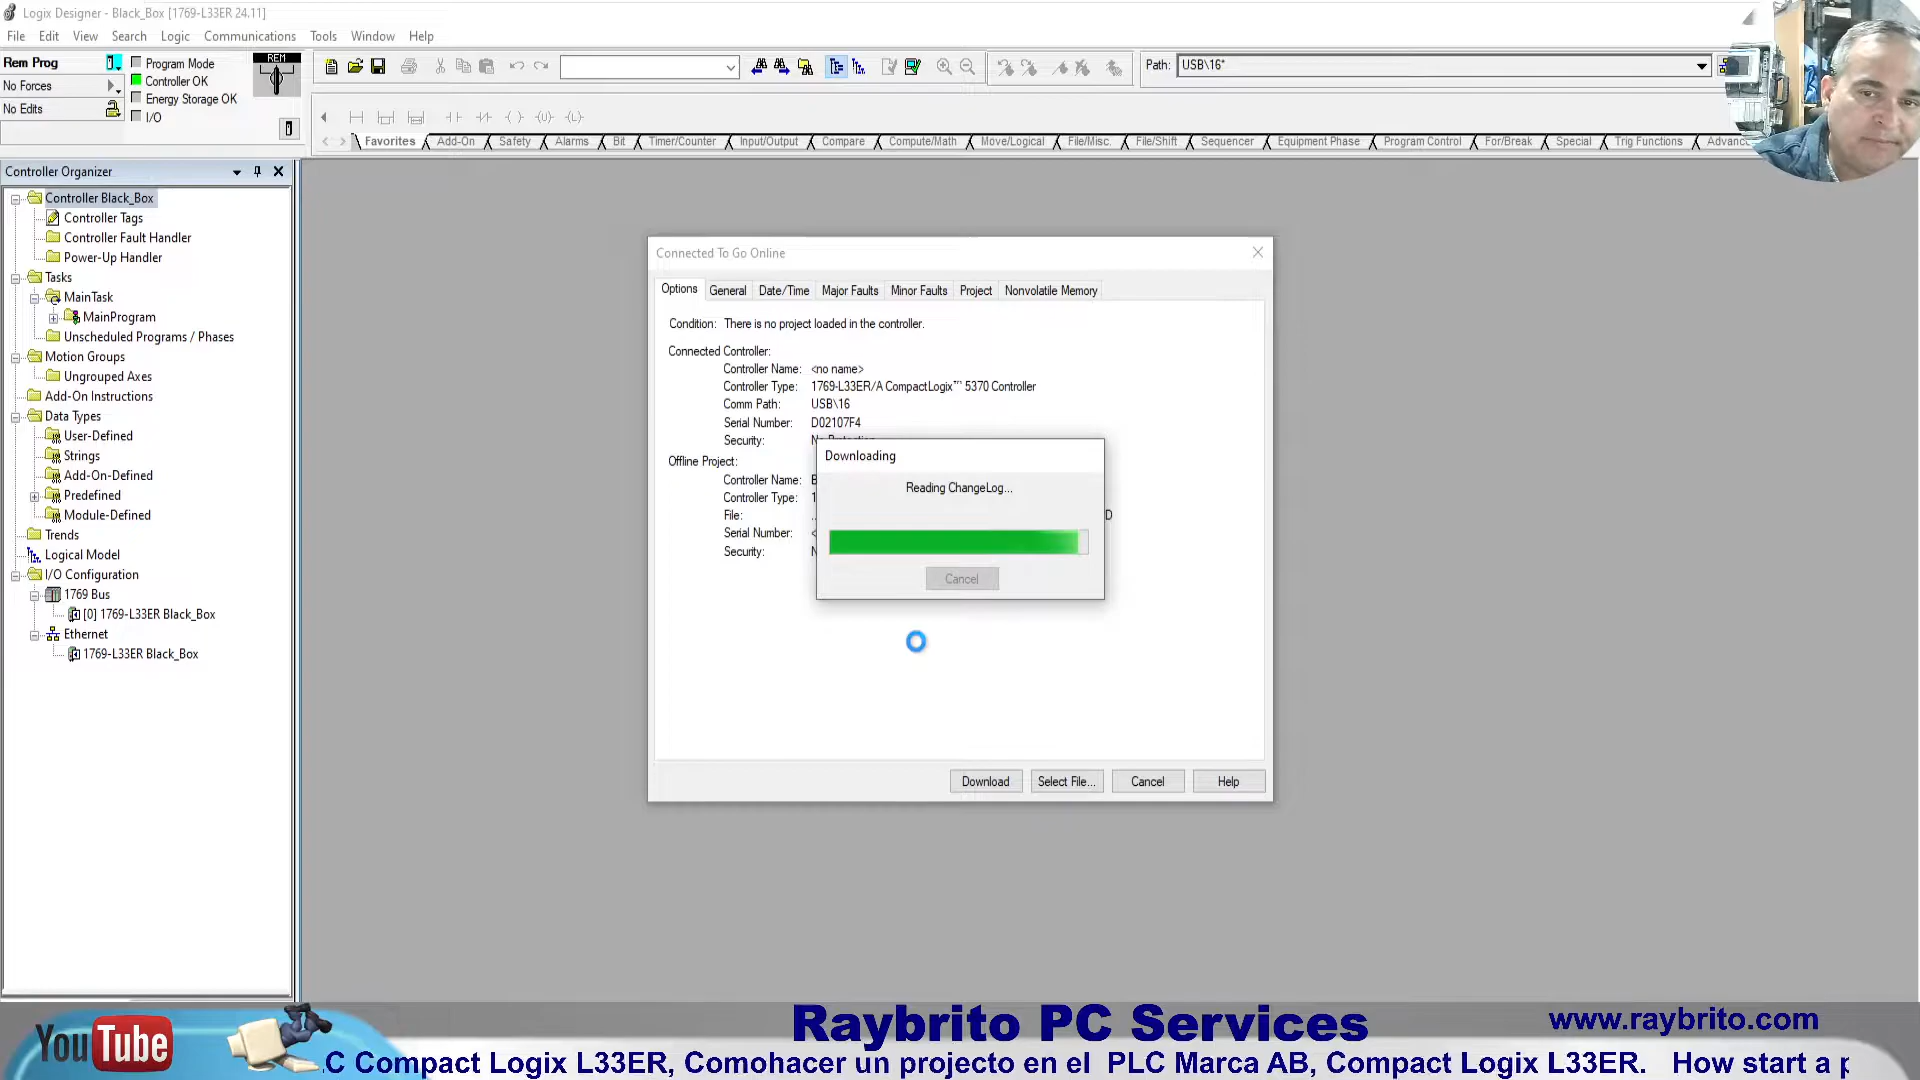 Logix Designer - Black_Box [1769-L33ER 24.11]
File Edit View Search Logic Communications Tools Window Help
Rem Prog
No Forces
No Edits
Program Mode
Controller OK
Energy Storage OK
I/O
REM
Path: USB\16*
Favorites Add-On Safety Alarms Bit Timer/Counter Input/Output Compare Compute/Math Move/Logical File/Misc. File/Shift Sequencer Equipment Phase Program Control For/Break Special Trig Functions Advanc
Controller Organizer
Controller Black_Box
Controller Tags
Controller Fault Handler
Power-Up Handler
Tasks
MainTask
MainProgram
Unscheduled Programs / Phases
Motion Groups
Ungrouped Axes
Add-On Instructions
Data Types
User-Defined
Strings
Add-On-Defined
Predefined
Module-Defined
Trends
Logical Model
I/O Configuration
1769 Bus
[0] 1769-L33ER Black_Box
Ethernet
1769-L33ER Black_Box
Connected To Go Online
Options General Date/Time Major Faults Minor Faults Project Nonvolatile Memory
Condition: There is no project loaded in the controller.
Connected Controller:
Controller Name: <no name>
Controller Type: 1769-L33ER/A CompactLogix™ 5370 Controller
Comm Path: USB\16
Serial Number: D02107F4
Security: No Protection
Offline Project:
Controller Name:
Controller Type: 1
File: .. D
Serial Number: <
Security: N
Downloading
Reading ChangeLog...
Cancel
Download Select File... Cancel Help
YouTube
Raybrito PC Services
www.raybrito.com
.C Compact Logix L33ER, Comohacer un projecto en el PLC Marca AB, Compact Logix L33ER. How start a p